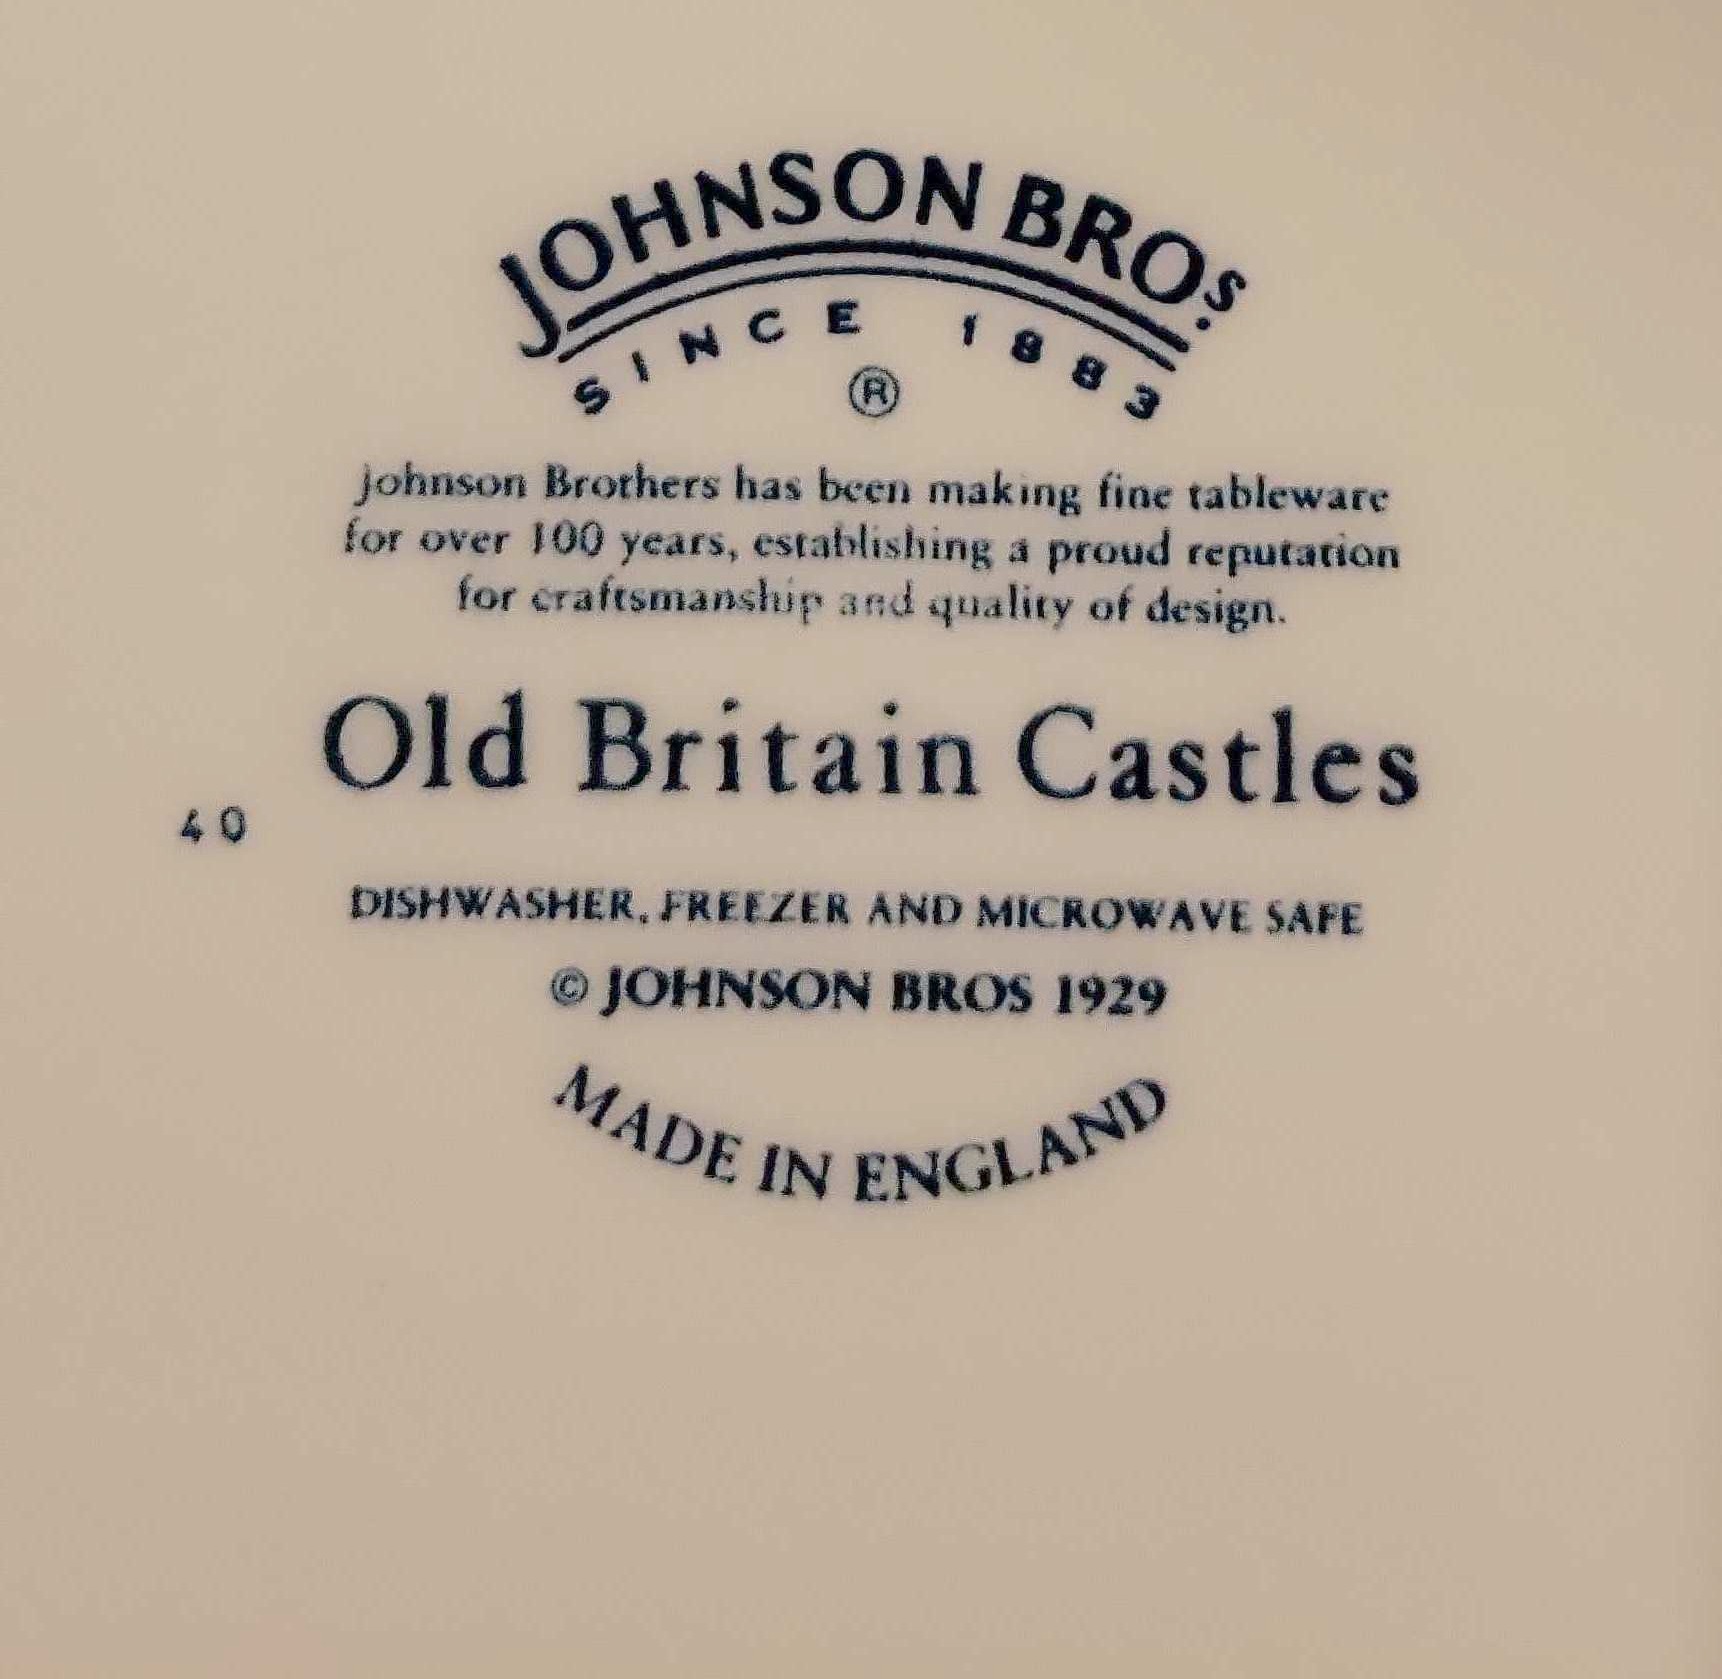 JOHNSON BROS.
SINCE 1883
®
Johnson Brothers has been making fine tableware
for over 100 years, establishing a proud reputation
for craftsmanship and quality of design.
Old Britain Castles
40
DISHWASHER, FREEZER AND MICROWAVE SAFE
© JOHNSON BROS 1929
MADE IN ENGLAND